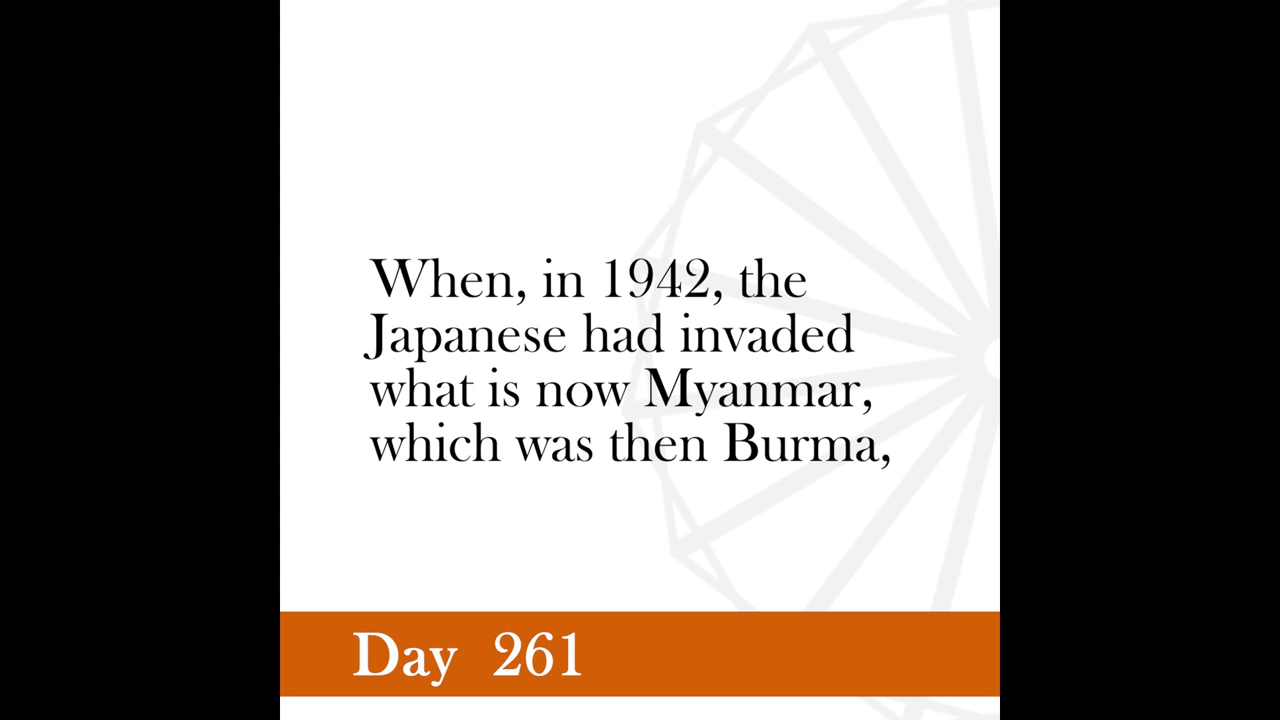 When, in 1942, the
Japanese had invaded
what is now Myanmar,
which was then Burma,
Day 261